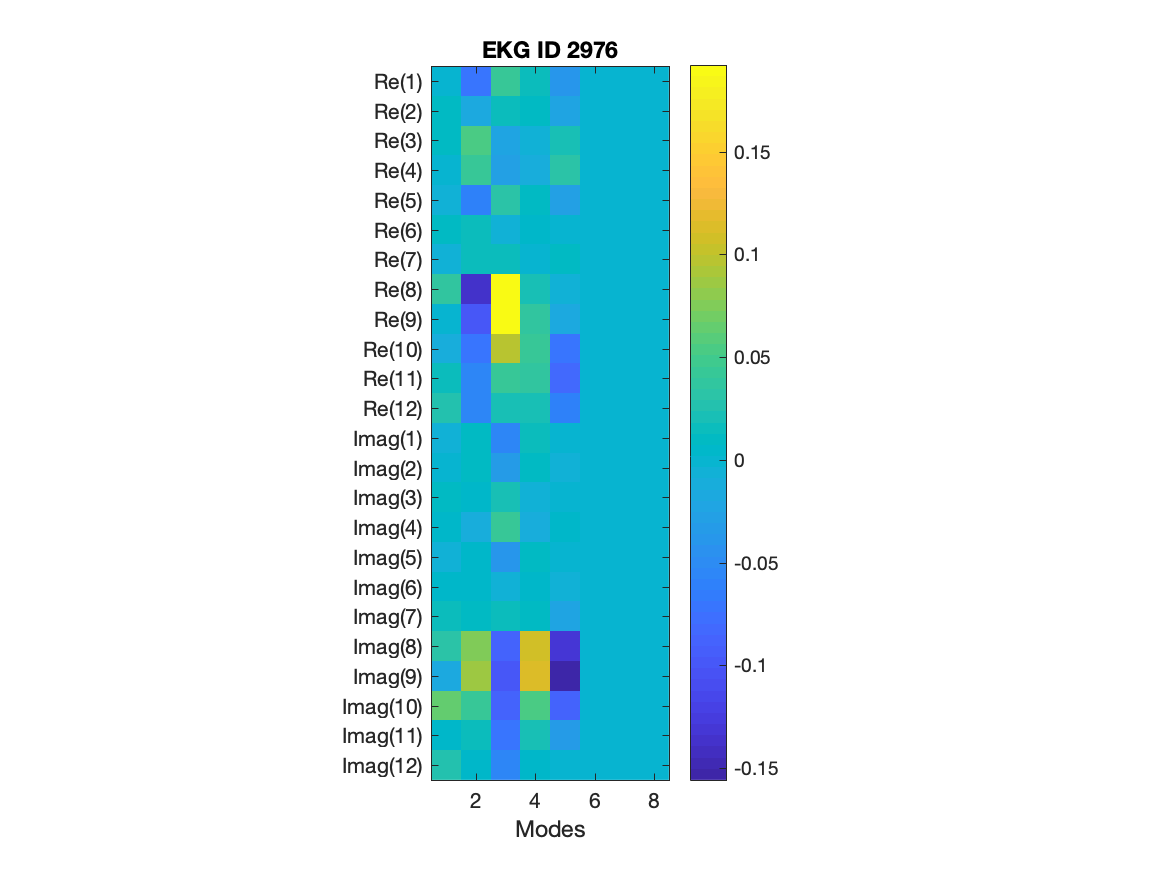 EKG ID 2976
Re(1)
Re(2)
Re(3)
Re(4)
Re(5)
Re(6)
Re(7)
Re(8)
Re(9)
Re(10)
Re(11)
Re(12)
Imag(1)
Imag(2)
Imag(3)
Imag(4)
Imag(5)
Imag(6)
Imag(7)
Imag(8)
Imag(9)
Imag(10)
Imag(11)
Imag(12)
2 4 6 8
Modes
0.15
0.1
0.05
0
-0.05
-0.1
-0.15